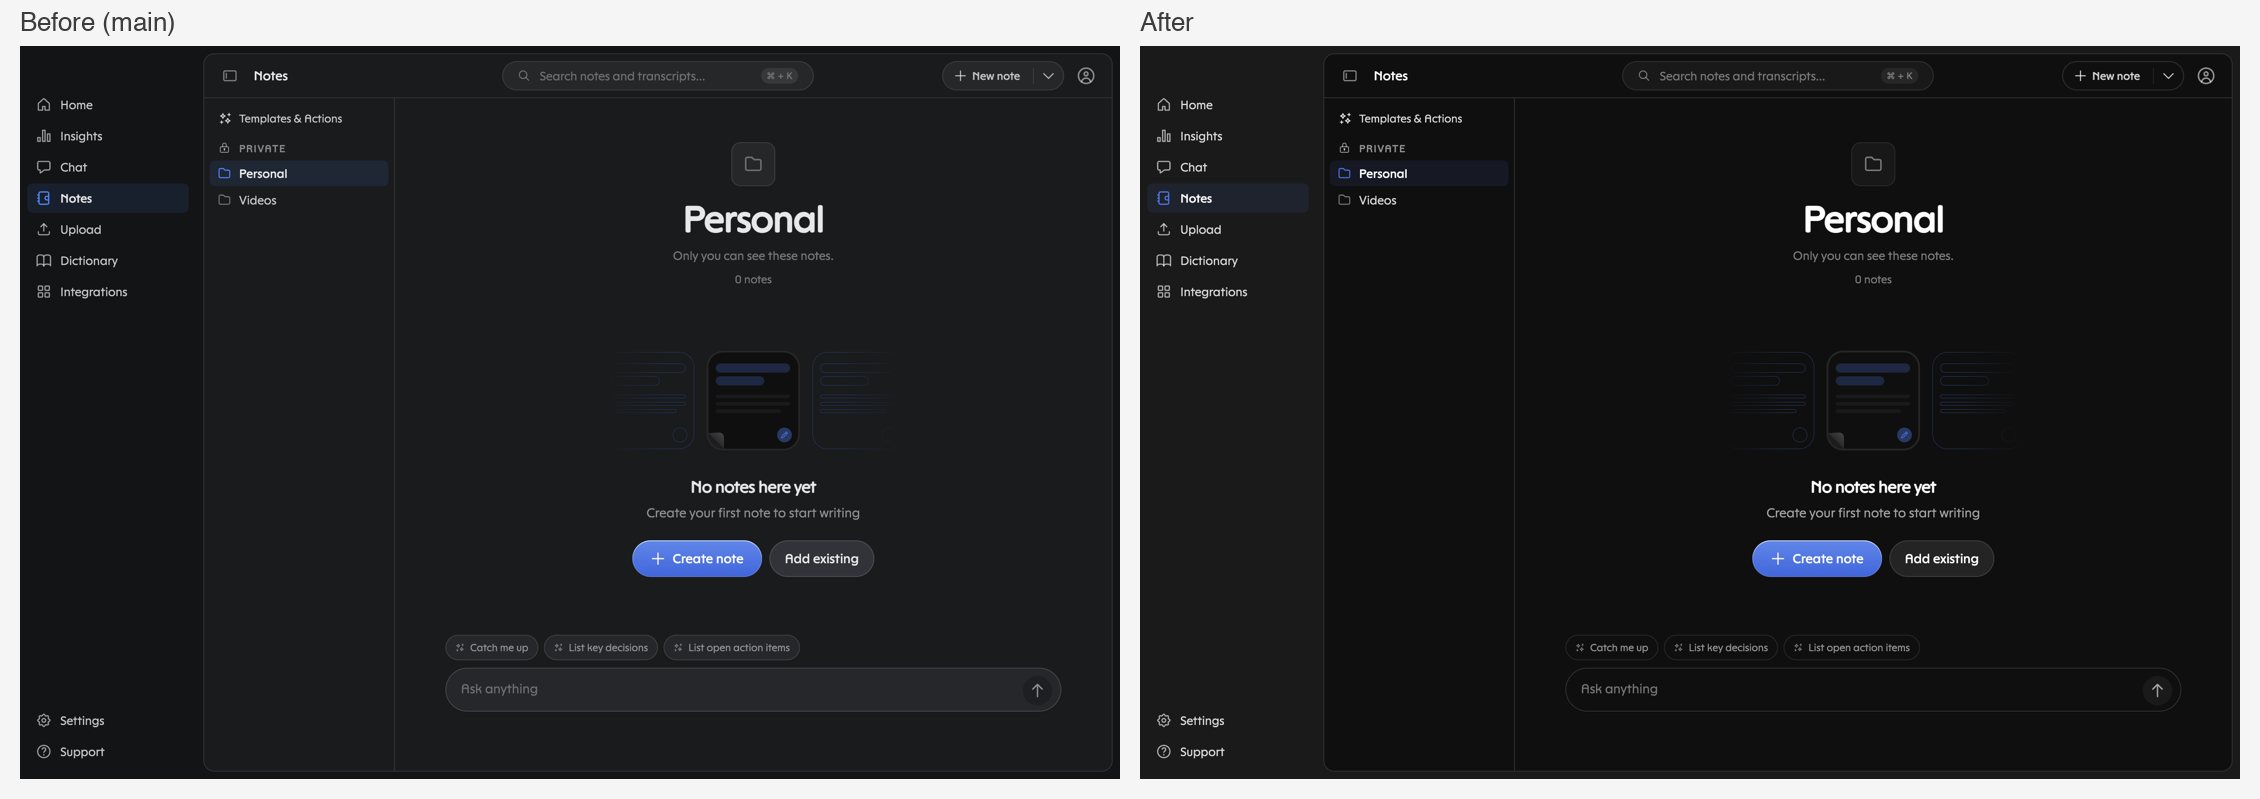 Before (main)
Notes
Search notes and transcripts...
⌘ + K
New note
Home
Insights
Chat
Notes
Upload
Dictionary
Integrations
Settings
Support
Templates & Actions
PRIVATE
Personal
Videos
Personal
Only you can see these notes.
0 notes
No notes here yet
Create your first note to start writing
Create note
Add existing
Catch me up
List key decisions
List open action items
Ask anything
After
Notes
Search notes and transcripts...
⌘ + K
New note
Home
Insights
Chat
Notes
Upload
Dictionary
Integrations
Settings
Support
Templates & Actions
PRIVATE
Personal
Videos
Personal
Only you can see these notes.
0 notes
No notes here yet
Create your first note to start writing
Create note
Add existing
Catch me up
List key decisions
List open action items
Ask anything